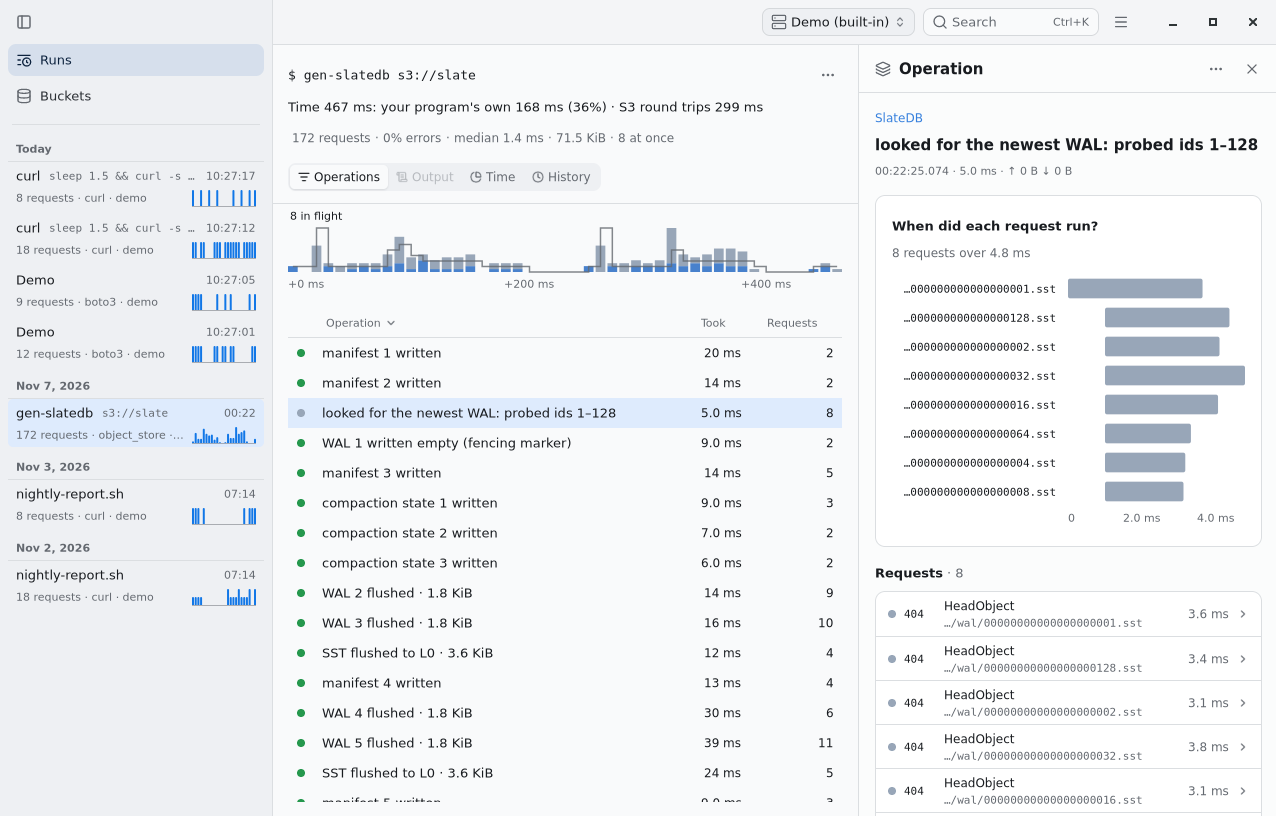 Demo (built-in)
Search
Ctrl+K
Runs
Buckets
Today
curl sleep 1.5 && curl -s … 10:27:17
8 requests · curl · demo
curl sleep 1.5 && curl -s … 10:27:12
18 requests · curl · demo
Demo 10:27:05
9 requests · boto3 · demo
Demo 10:27:01
12 requests · boto3 · demo
Nov 7, 2026
gen-slatedb s3://slate 00:22
172 requests · object_store ·…
Nov 3, 2026
nightly-report.sh 07:14
8 requests · curl · demo
Nov 2, 2026
nightly-report.sh 07:14
18 requests · curl · demo
$ gen-slatedb s3://slate
Time 467 ms: your program's own 168 ms (36%) · S3 round trips 299 ms
172 requests · 0% errors · median 1.4 ms · 71.5 KiB · 8 at once
Operations Output Time History
8 in flight
+0 ms +200 ms +400 ms
Operation Took Requests
manifest 1 written 20 ms 2
manifest 2 written 14 ms 2
looked for the newest WAL: probed ids 1–128 5.0 ms 8
WAL 1 written empty (fencing marker) 9.0 ms 2
manifest 3 written 14 ms 5
compaction state 1 written 9.0 ms 3
compaction state 2 written 7.0 ms 2
compaction state 3 written 6.0 ms 2
WAL 2 flushed · 1.8 KiB 14 ms 9
WAL 3 flushed · 1.8 KiB 16 ms 10
SST flushed to L0 · 3.6 KiB 12 ms 4
manifest 4 written 13 ms 4
WAL 4 flushed · 1.8 KiB 30 ms 6
WAL 5 flushed · 1.8 KiB 39 ms 11
SST flushed to L0 · 3.6 KiB 24 ms 5
manifest 5 written 9.0 ms 3
Operation
SlateDB
looked for the newest WAL: probed ids 1–128
00:22:25.074 · 5.0 ms · ↑ 0 B ↓ 0 B
When did each request run?
8 requests over 4.8 ms
…000000000000000001.sst
…000000000000000128.sst
…000000000000000002.sst
…000000000000000032.sst
…000000000000000016.sst
…000000000000000064.sst
…000000000000000004.sst
…000000000000000008.sst
0 2.0 ms 4.0 ms
Requests · 8
404 HeadObject 3.6 ms
…/wal/00000000000000000001.sst
404 HeadObject 3.4 ms
…/wal/00000000000000000128.sst
404 HeadObject 3.1 ms
…/wal/00000000000000000002.sst
404 HeadObject 3.8 ms
…/wal/00000000000000000032.sst
404 HeadObject 3.1 ms
…/wal/00000000000000000016.sst